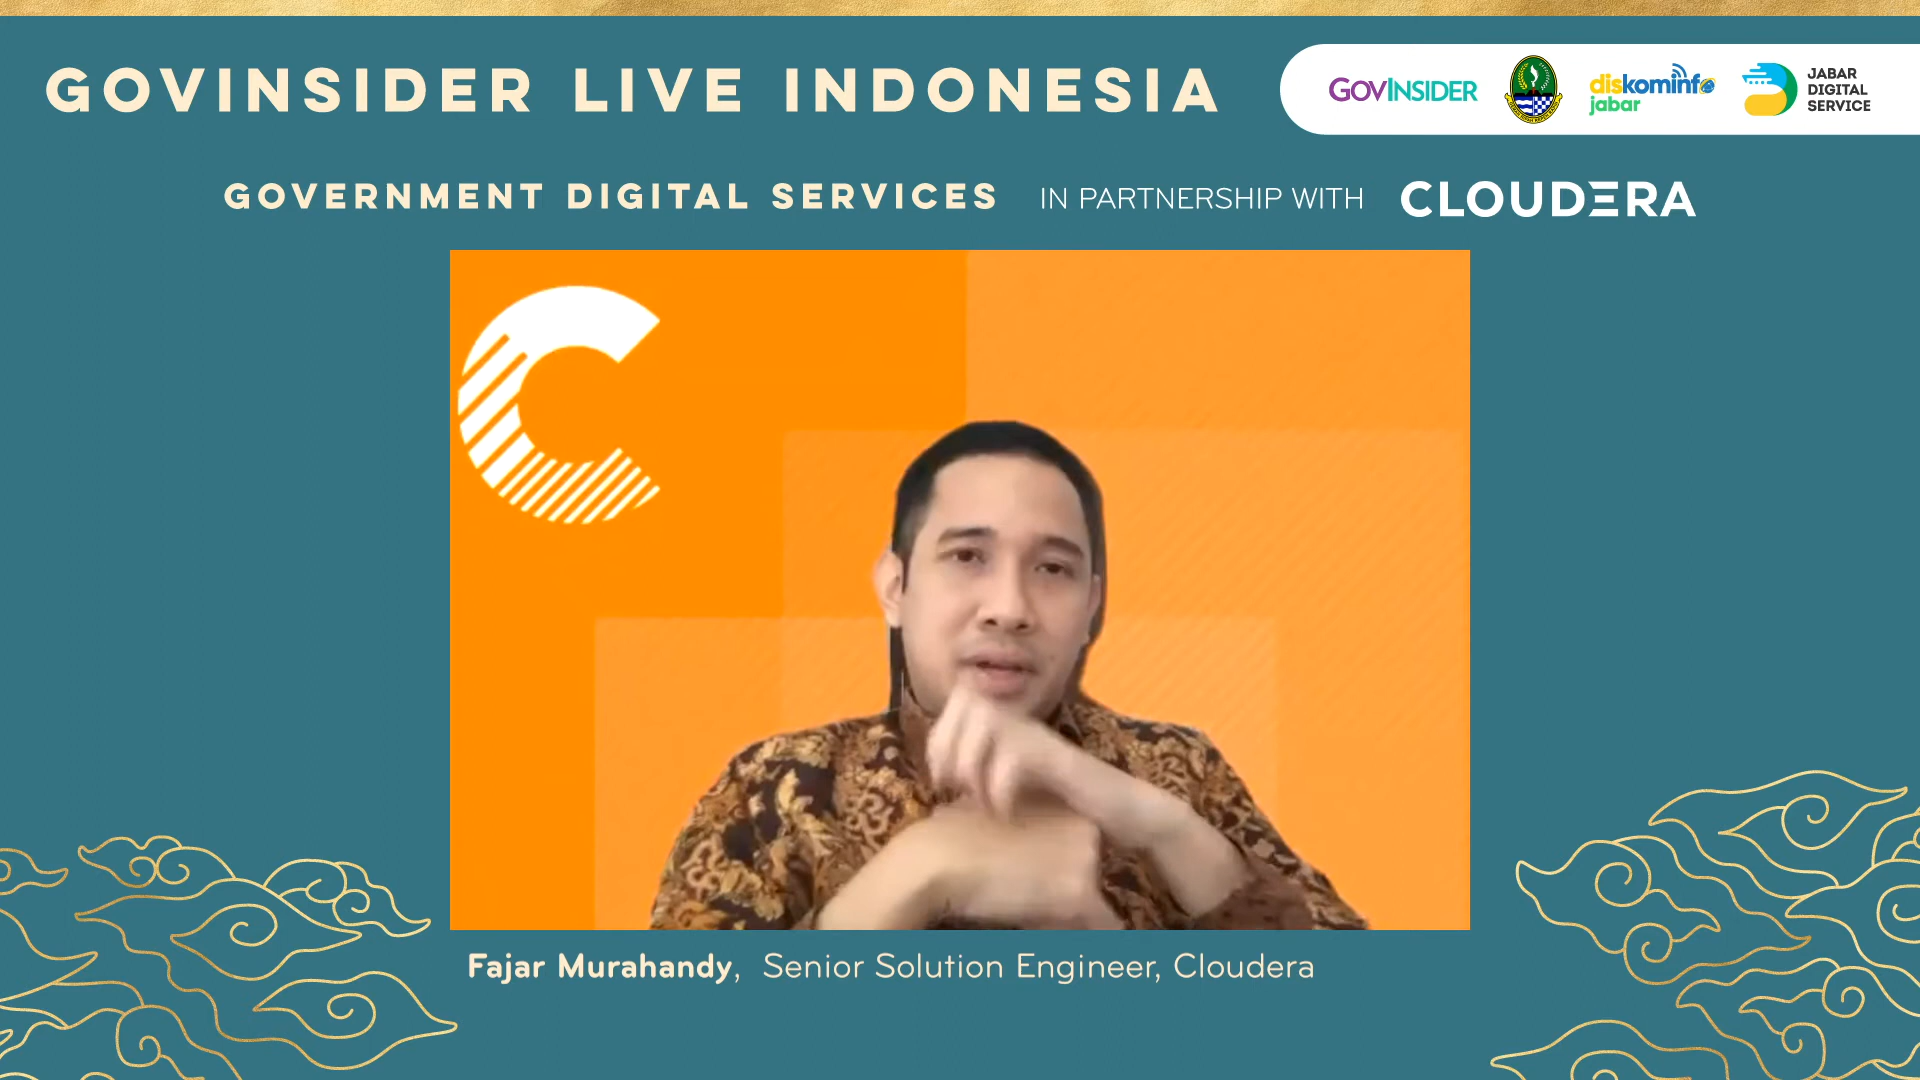 GOVINSIDER LIVE INDONESIA
GOVINSIDER
diskominfo
jabar
JABAR
DIGITAL
SERVICE
GOVERNMENT DIGITAL SERVICES IN PARTNERSHIP WITH CLOUDERA
Fajar Murahandy, Senior Solution Engineer, Cloudera